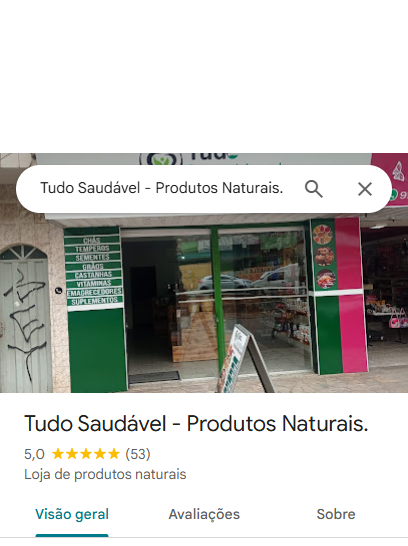 Tudo
Tudo Saudável - Produtos Naturais.
CHÁS
TEMPEROS
SEMENTES
GRÃOS
CASTANHAS
VITAMINAS
EMAGRECEDORES
SUPLEMENTOS
Tudo Saudável - Produtos Naturais.
5,0 ★★★★★ (53)
Loja de produtos naturais
Visão geral Avaliações Sobre